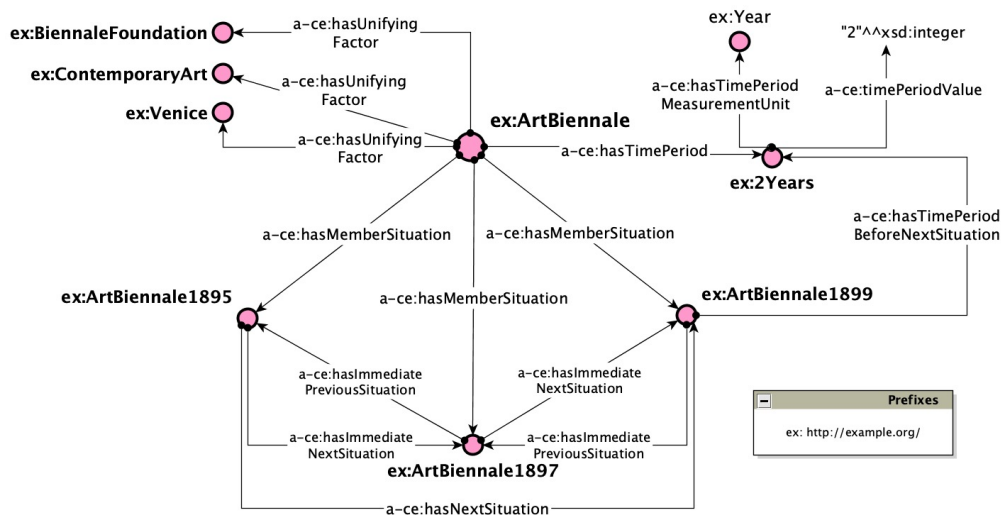 ex:BiennaleFoundation
a-ce:hasUnifying
Factor
ex:ContemporaryArt
a-ce:hasUnifying
Factor
ex:Venice
a-ce:hasUnifying
Factor
ex:ArtBiennale
a-ce:hasTimePeriod
ex:Year
"2"^^xsd:integer
a-ce:hasTimePeriod
MeasurementUnit
a-ce:timePeriodValue
ex:2Years
a-ce:hasTimePeriod
BeforeNextSituation
a-ce:hasMemberSituation
a-ce:hasMemberSituation
a-ce:hasMemberSituation
ex:ArtBiennale1895
ex:ArtBiennale1899
a-ce:hasImmediate
PreviousSituation
a-ce:hasImmediate
NextSituation
a-ce:hasImmediate
NextSituation
a-ce:hasImmediate
PreviousSituation
ex:ArtBiennale1897
a-ce:hasNextSituation
Prefixes
ex: http://example.org/